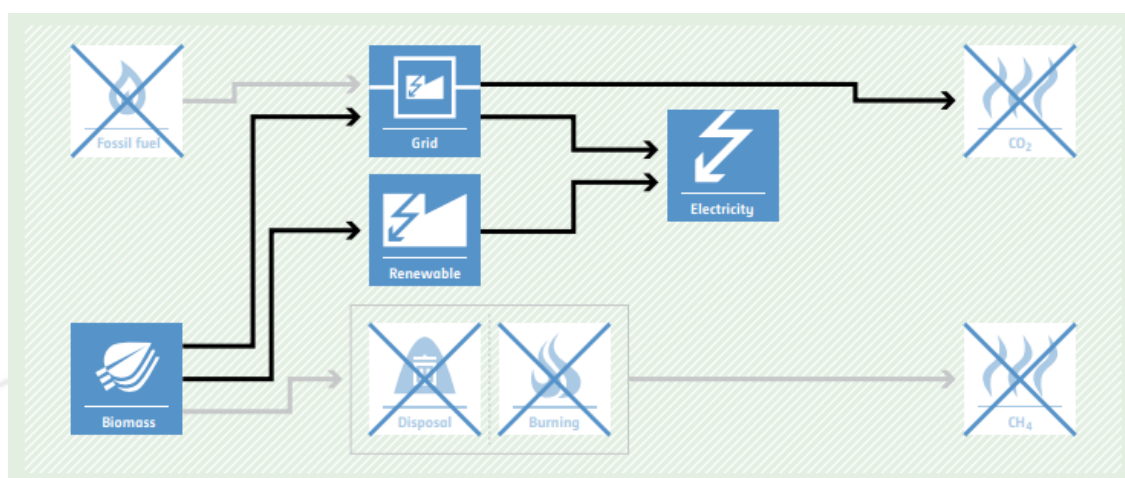 Fossil fuel
Grid
CO₂
Electricity
Renewable
Biomass
Disposal
Burning
CH₄